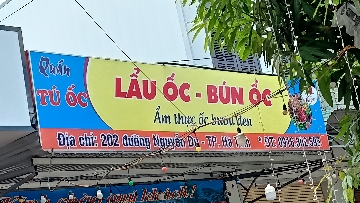 Quán
TÚ ỐC
LẨU ỐC - BÚN ỐC
Ẩm thực ốc bươu đen
Địa chỉ: 202 đường Nguyễn Du - TP. Hà